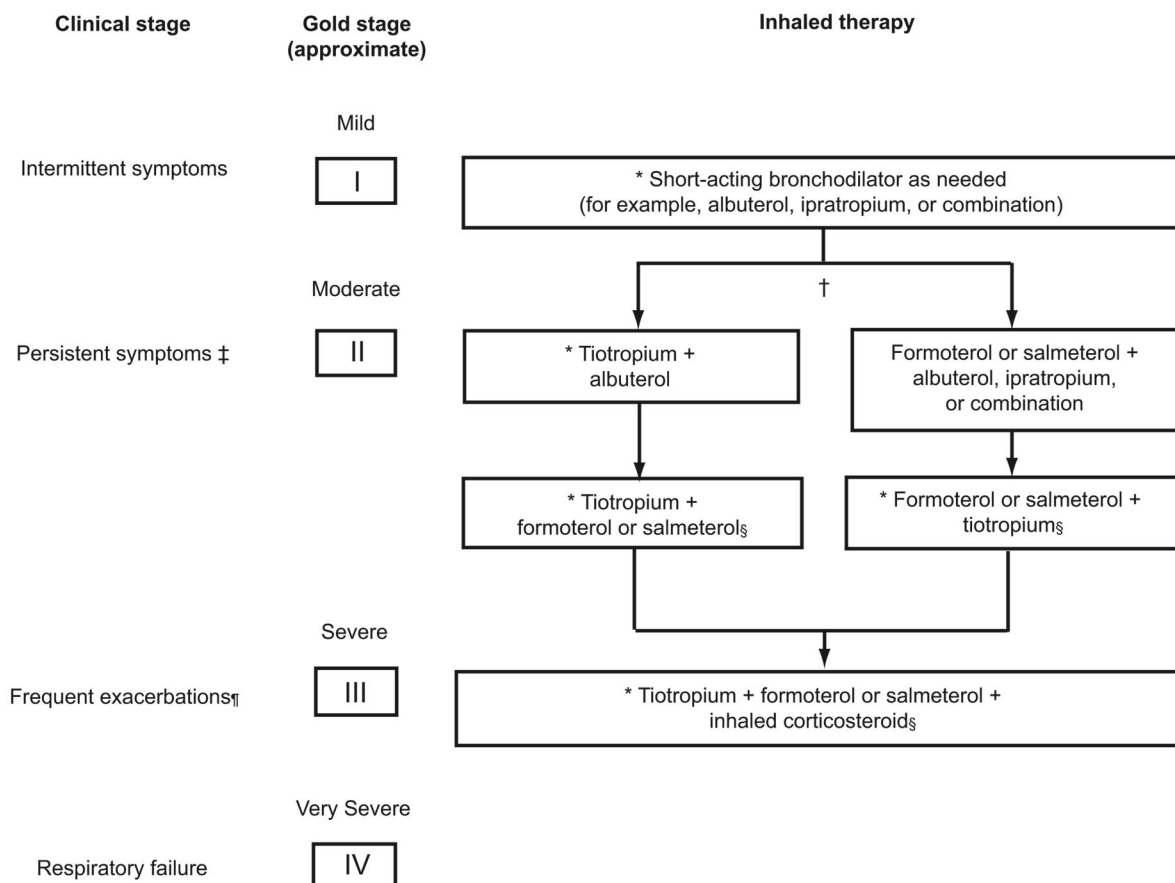 Clinical stage
Gold stage
(approximate)
Inhaled therapy
Mild
Intermittent symptoms
I
* Short-acting bronchodilator as needed
(for example, albuterol, ipratropium, or combination)
†
Moderate
Persistent symptoms ‡
II
* Tiotropium +
albuterol
Formoterol or salmeterol +
albuterol, ipratropium,
or combination
* Tiotropium +
formoterol or salmeterol§
* Formoterol or salmeterol +
tiotropium§
Severe
Frequent exacerbations¶
III
* Tiotropium + formoterol or salmeterol +
inhaled corticosteroid§
Very Severe
Respiratory failure
IV